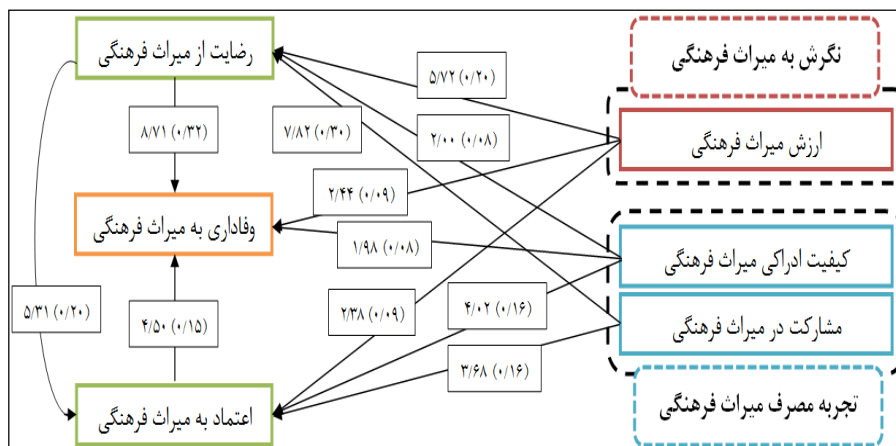 نگرش به میراث فرهنگی
رضایت از میراث فرهنگی
۵/۷۲ (۰/۲۰)
۸/۷۱ (۰/۳۲)
۷/۸۲ (۰/۳۰)
۲/۰۰ (۰/۰۸)
ارزش میراث فرهنگی
۲/۴۴ (۰/۰۹)
وفاداری به میراث فرهنگی
۱/۹۸ (۰/۰۸)
کیفیت ادراکی میراث فرهنگی
۵/۳۱ (۰/۲۰)
۴/۵۰ (۰/۱۵)
۲/۳۸ (۰/۰۹)
۴/۰۲ (۰/۱۶)
مشارکت در میراث فرهنگی
۳/۶۸ (۰/۱۶)
اعتماد به میراث فرهنگی
تجربه مصرف میراث فرهنگی